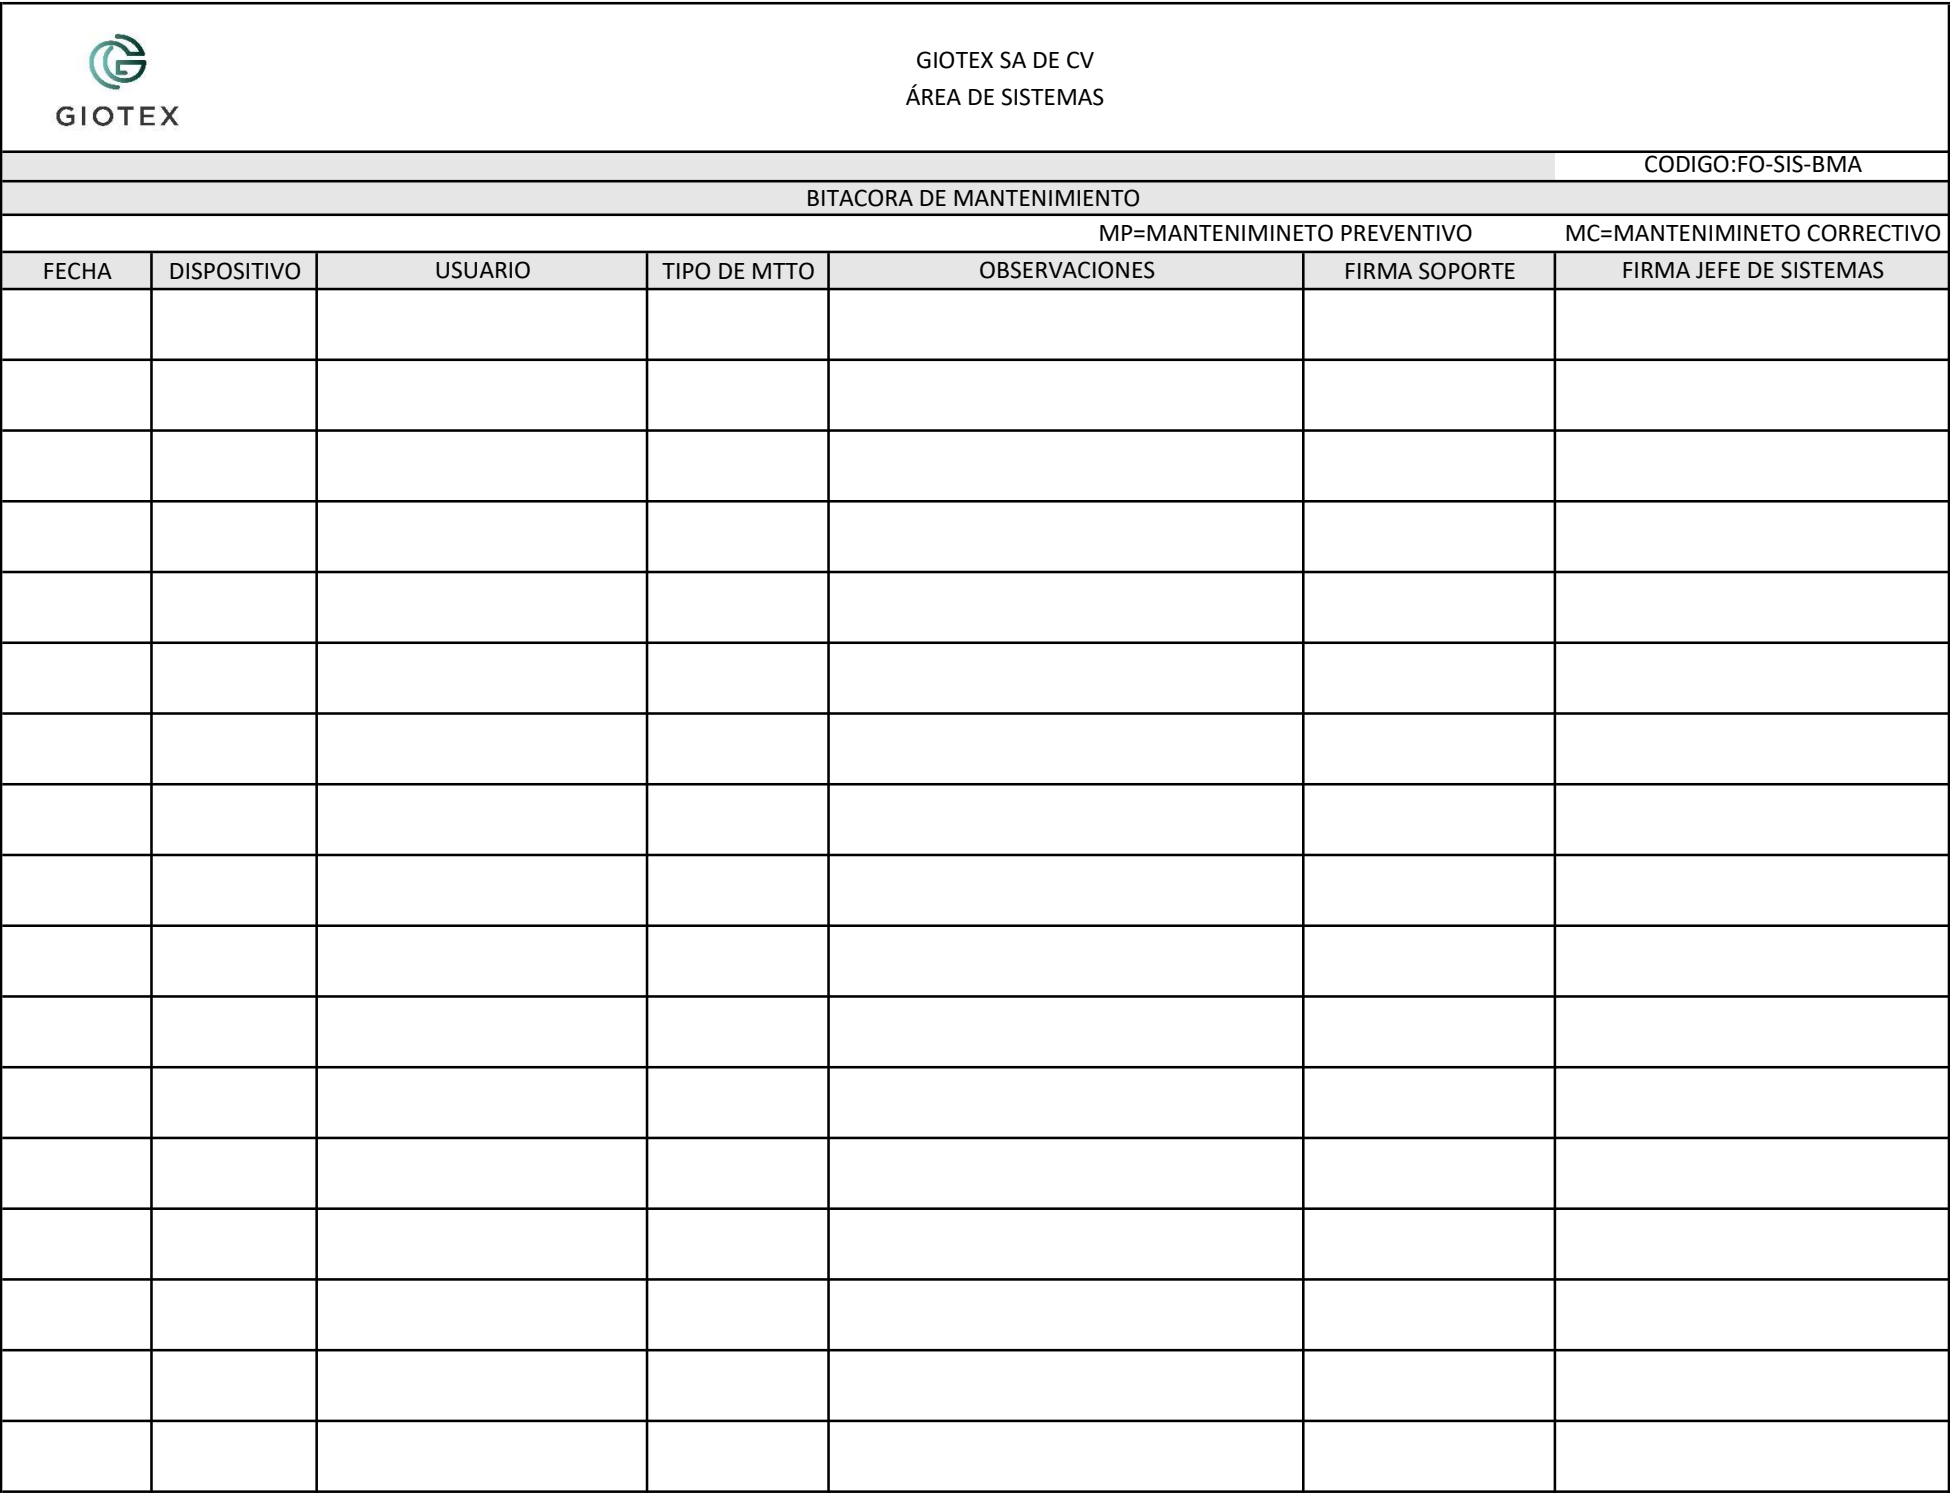 GIOTEX
GIOTEX SA DE CV
ÁREA DE SISTEMAS
CODIGO:FO-SIS-BMA
BITACORA DE MANTENIMIENTO
MP=MANTENIMINETO PREVENTIVO MC=MANTENIMINETO CORRECTIVO
FECHA DISPOSITIVO USUARIO TIPO DE MTTO OBSERVACIONES FIRMA SOPORTE FIRMA JEFE DE SISTEMAS